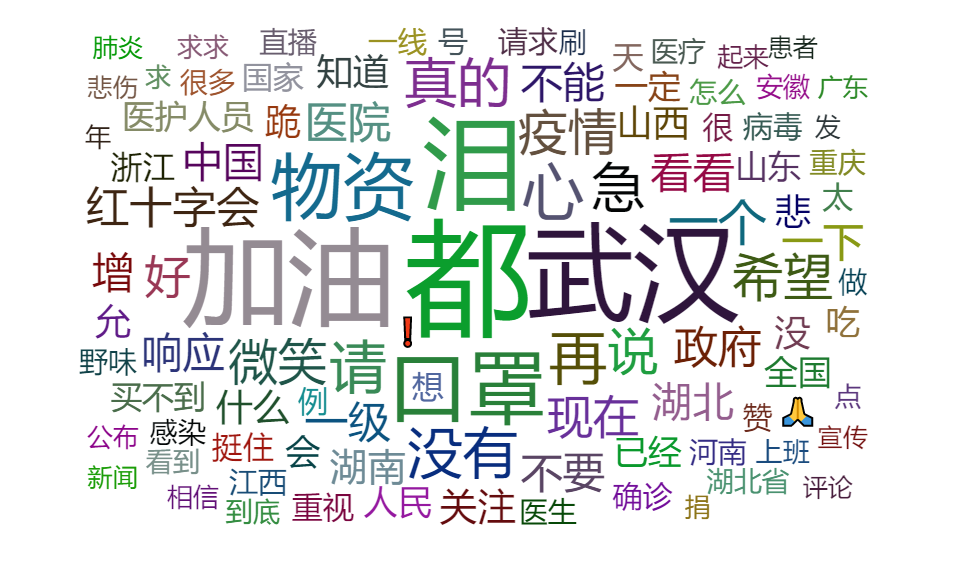 肺炎 求求 直播 一线 号 请求 刷 天 医疗 起来 患者
悲伤 求 很多 国家 知道 真的 不能 一定 怎么 安徽 广东
年 医护人员 跪 医院 泪 疫情 山西 很 病毒 发
浙江 中国 物资 心 急 看看 山东 重庆
红十字会 一个 悲 太
增 好 加油 都 武汉 希望 一下 做
允 ❗ 政府 没 吃
野味 响应 微笑 请 口罩 再 说 全国
买不到 什么 例 想 现在 湖北 赞 🙏 点
公布 感染 挺住 会 一级 没有 已经 河南 上班 宣传
新闻 看到 江西 湖南 不要 确诊 湖北省 评论
相信 到底 重视 人民 关注 医生 捐